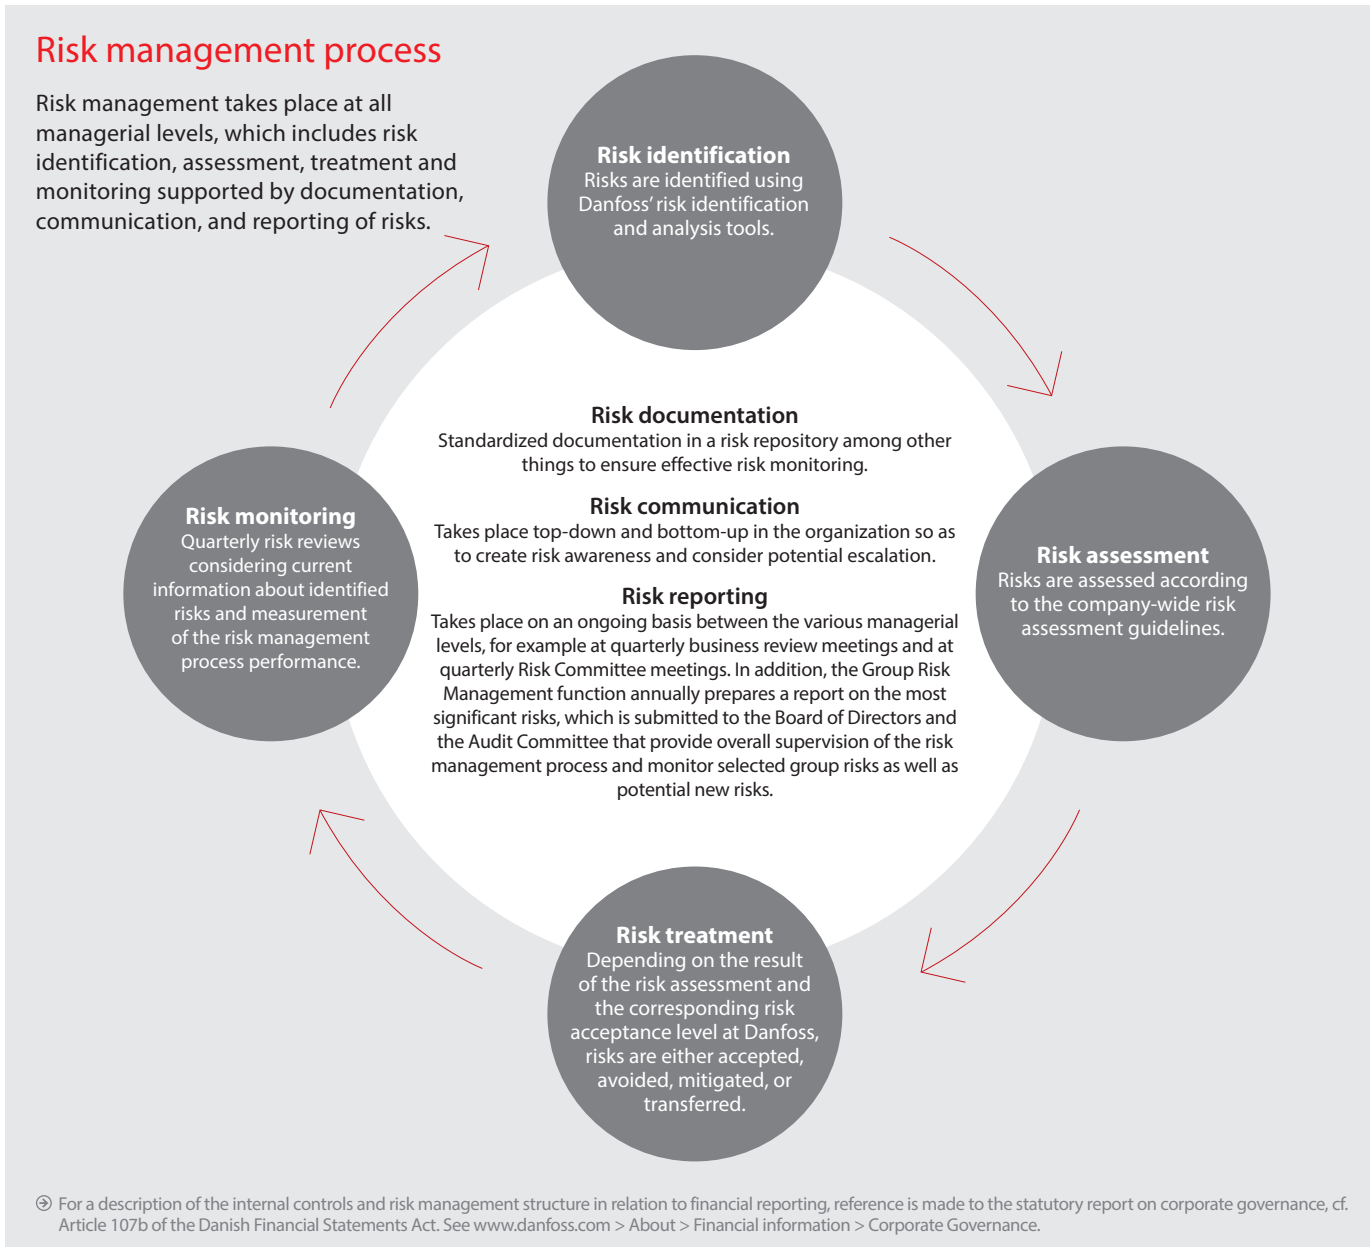 Risk management process
Risk management takes place at all
managerial levels, which includes risk
identification, assessment, treatment and
monitoring supported by documentation,
communication, and reporting of risks.
Risk identification
Risks are identified using
Danfoss’ risk identification
and analysis tools.
Risk documentation
Standardized documentation in a risk repository among other
things to ensure effective risk monitoring.
Risk communication
Takes place top-down and bottom-up in the organization so as
to create risk awareness and consider potential escalation.
Risk reporting
Takes place on an ongoing basis between the various managerial
levels, for example at quarterly business review meetings and at
quarterly Risk Committee meetings. In addition, the Group Risk
Management function annually prepares a report on the most
significant risks, which is submitted to the Board of Directors and
the Audit Committee that provide overall supervision of the risk
management process and monitor selected group risks as well as
potential new risks.
Risk monitoring
Quarterly risk reviews
considering current
information about identified
risks and measurement
of the risk management
process performance.
Risk assessment
Risks are assessed according
to the company-wide risk
assessment guidelines.
Risk treatment
Depending on the result
of the risk assessment and
the corresponding risk
acceptance level at Danfoss,
risks are either accepted,
avoided, mitigated, or
transferred.
For a description of the internal controls and risk management structure in relation to financial reporting, reference is made to the statutory report on corporate governance, cf.
Article 107b of the Danish Financial Statements Act. See www.danfoss.com > About > Financial information > Corporate Governance.